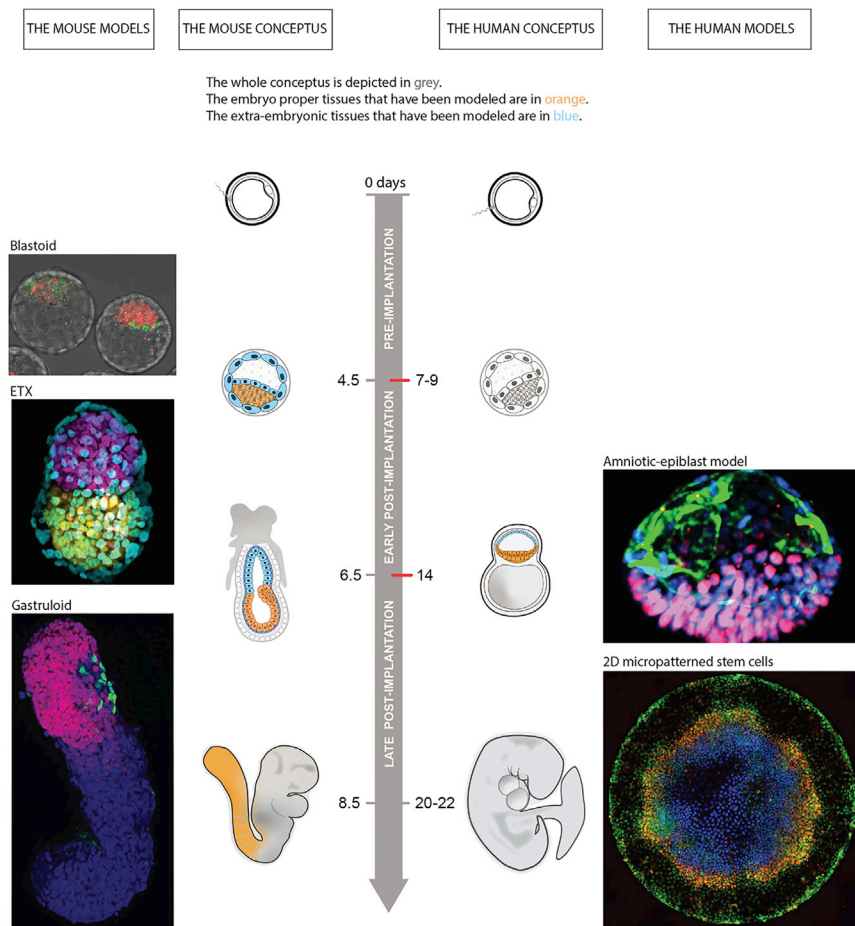 THE MOUSE MODELS
THE MOUSE CONCEPTUS
THE HUMAN CONCEPTUS
THE HUMAN MODELS
The whole conceptus is depicted in grey.
The embryo proper tissues that have been modeled are in orange.
The extra-embryonic tissues that have been modeled are in blue.
0 days
PRE-IMPLANTATION
Blastoid
4.5
7-9
ETX
EARLY POST-IMPLANTATION
Amniotic-epiblast model
6.5
14
Gastruloid
LATE POST-IMPLANTATION
2D micropatterned stem cells
8.5
20-22